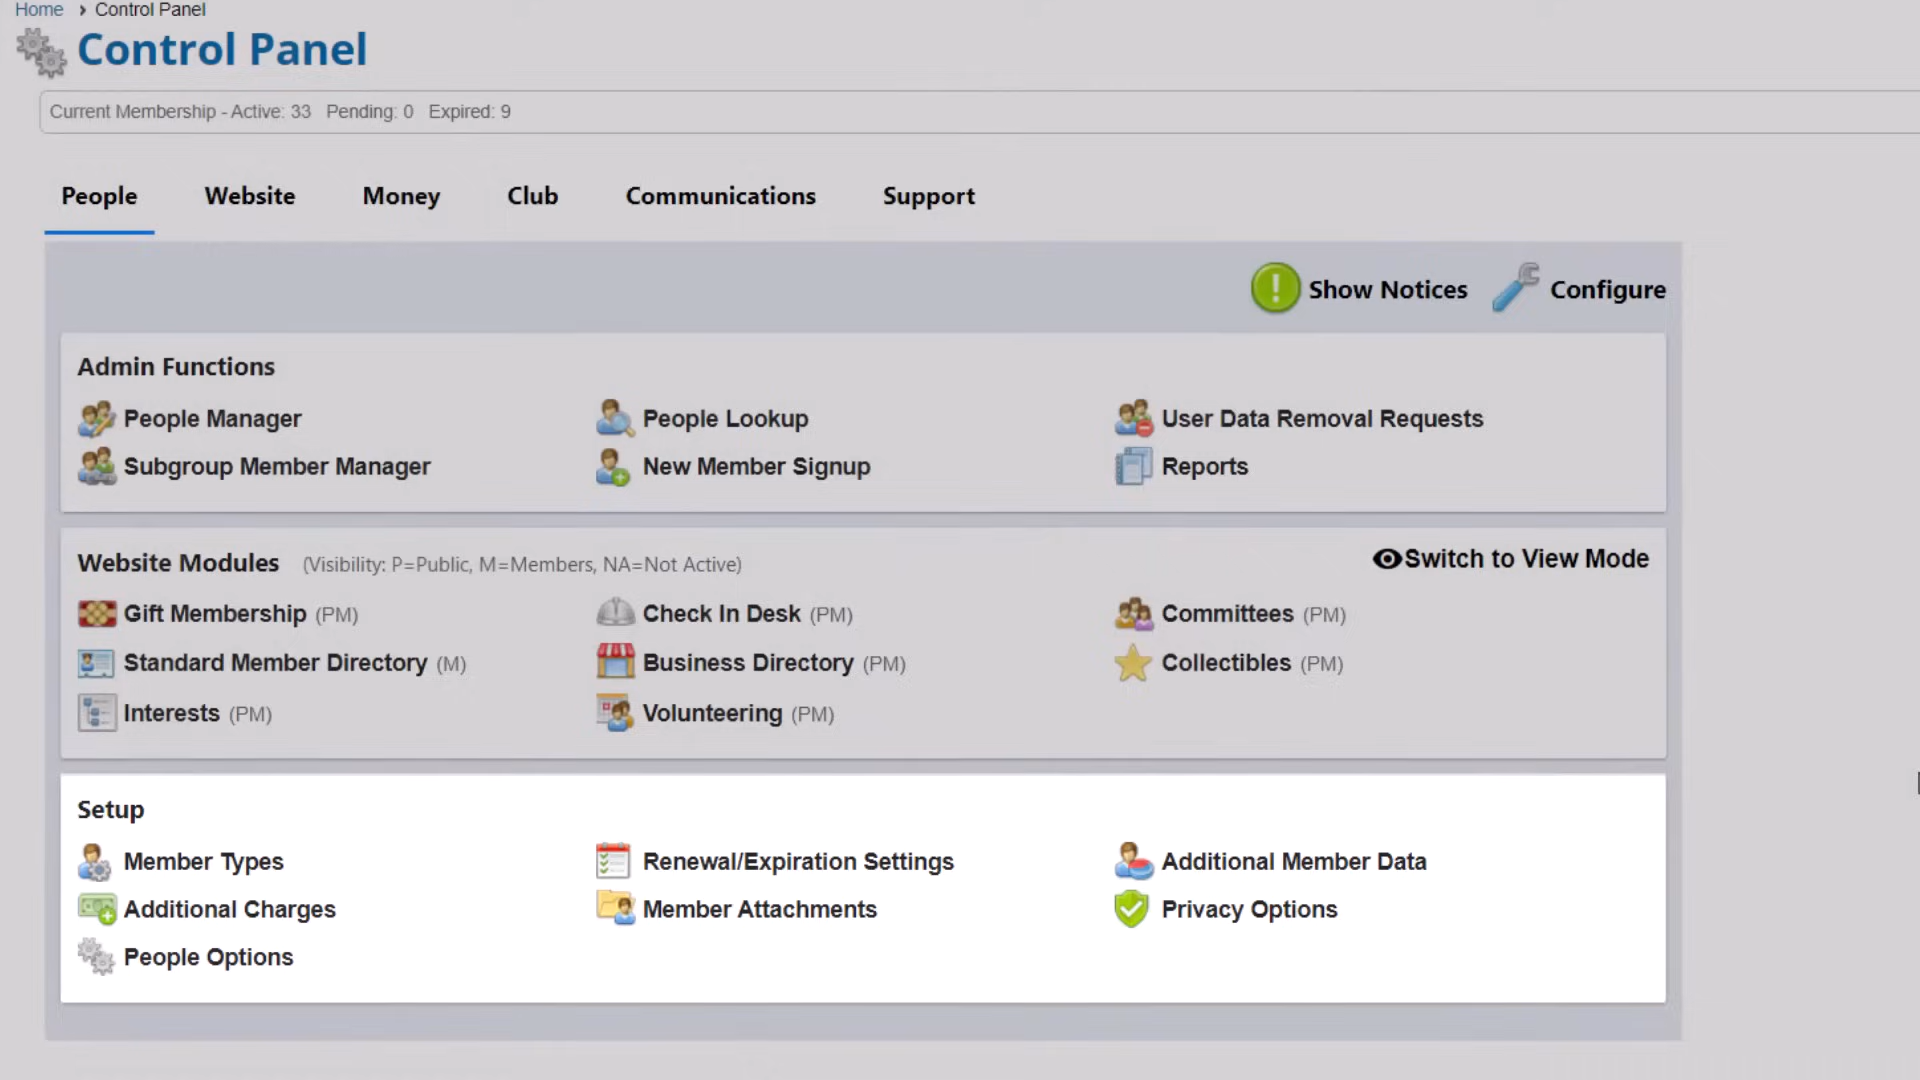 Home › Control Panel
Control Panel
Current Membership - Active: 33 Pending: 0 Expired: 9
People Website Money Club Communications Support
Show Notices Configure
Admin Functions
People Manager People Lookup User Data Removal Requests
Subgroup Member Manager New Member Signup Reports
Website Modules (Visibility: P=Public, M=Members, NA=Not Active) Switch to View Mode
Gift Membership (PM) Check In Desk (PM) Committees (PM)
Standard Member Directory (M) Business Directory (PM) Collectibles (PM)
Interests (PM) Volunteering (PM)
Setup
Member Types Renewal/Expiration Settings Additional Member Data
Additional Charges Member Attachments Privacy Options
People Options